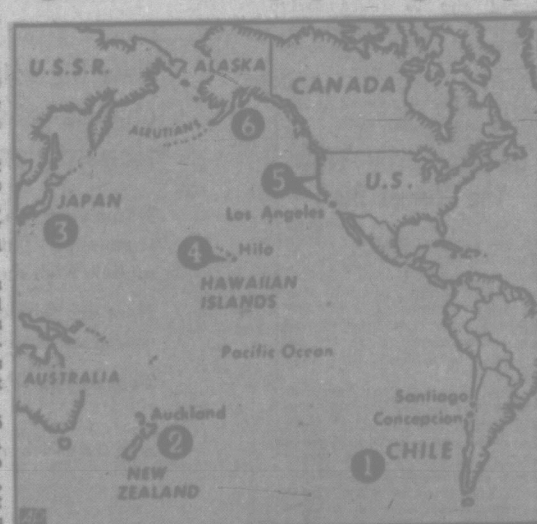 U.S.S.R.
ALASKA
CANADA
ALEUTIANS
6
5
U.S.
JAPAN
Los Angeles
3
4
Hilo
HAWAIIAN
ISLANDS
Pacific Ocean
AUSTRALIA
Santiago
Auckland
Concepcion
2
CHILE
1
NEW
ZEALAND